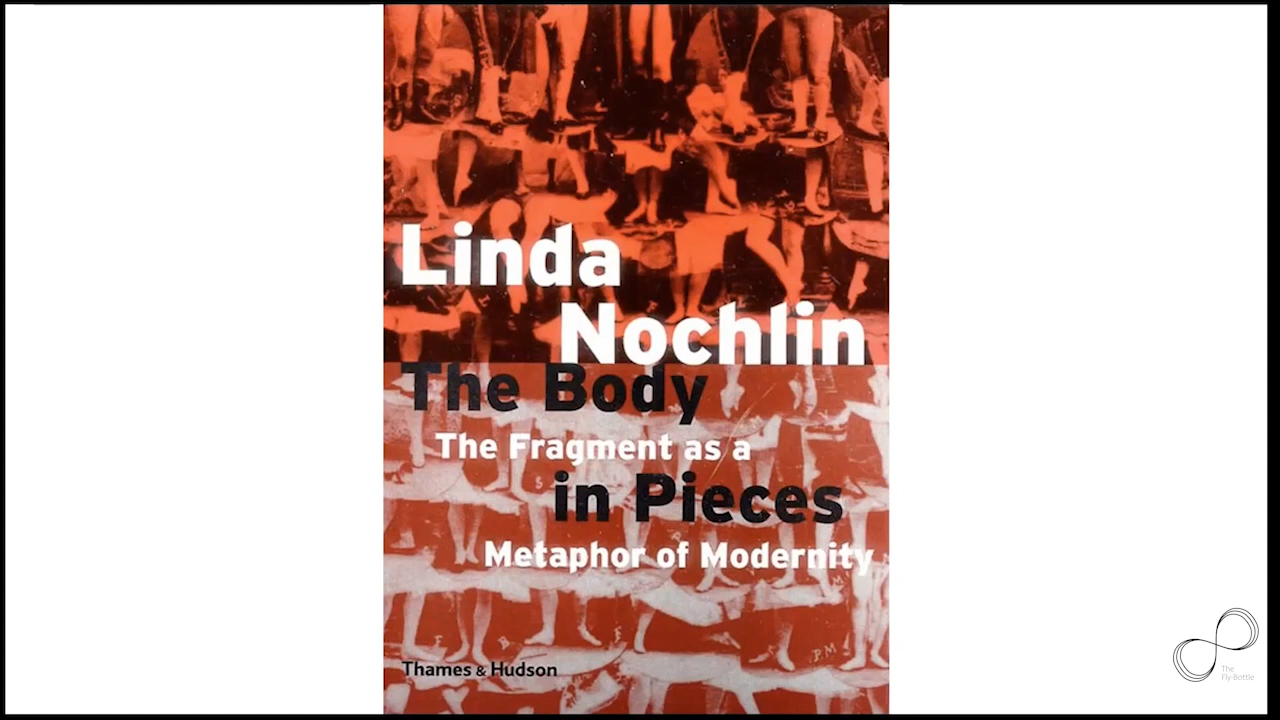 Linda
Nochlin
The Body
The Fragment as a
in Pieces
Metaphor of Modernity
Thames & Hudson
The
Fly-Bottle